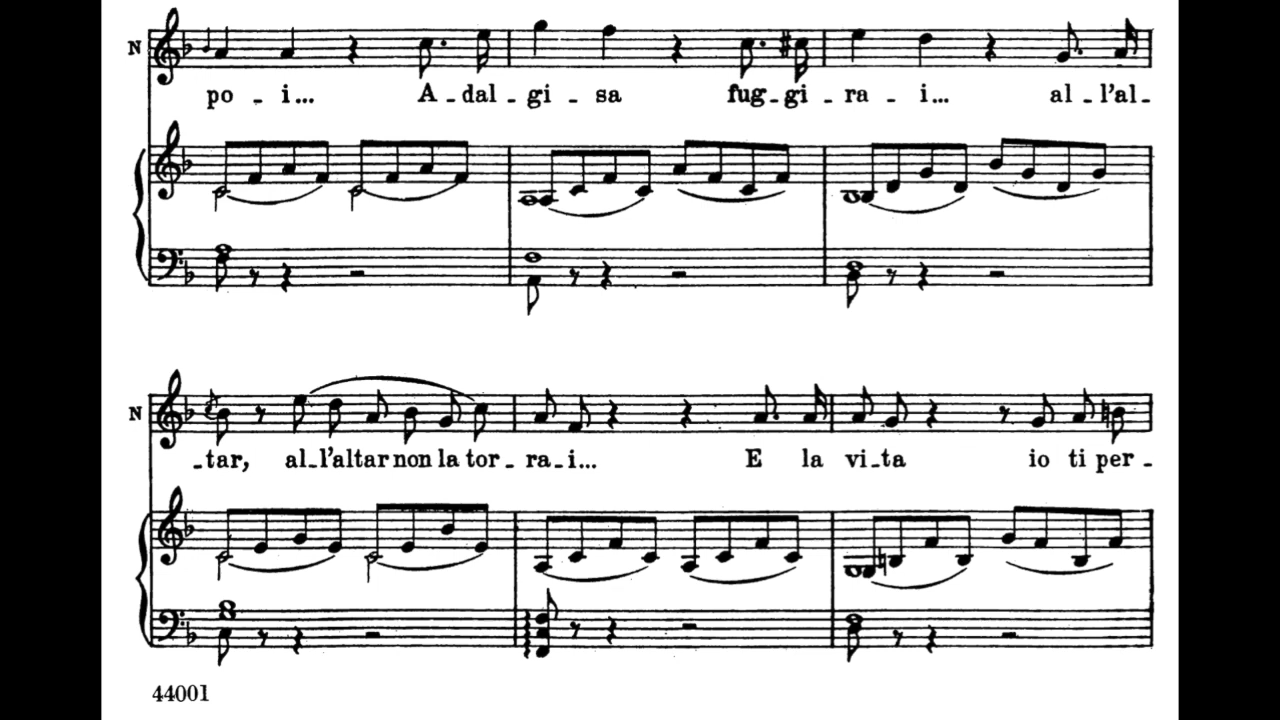 N
po - i... A - dal - gi - sa fug - gi - ra - i... al - l'al -
N
- tar, al - l'altar non la tor - ra - i... E la vi - ta io ti per -
44001